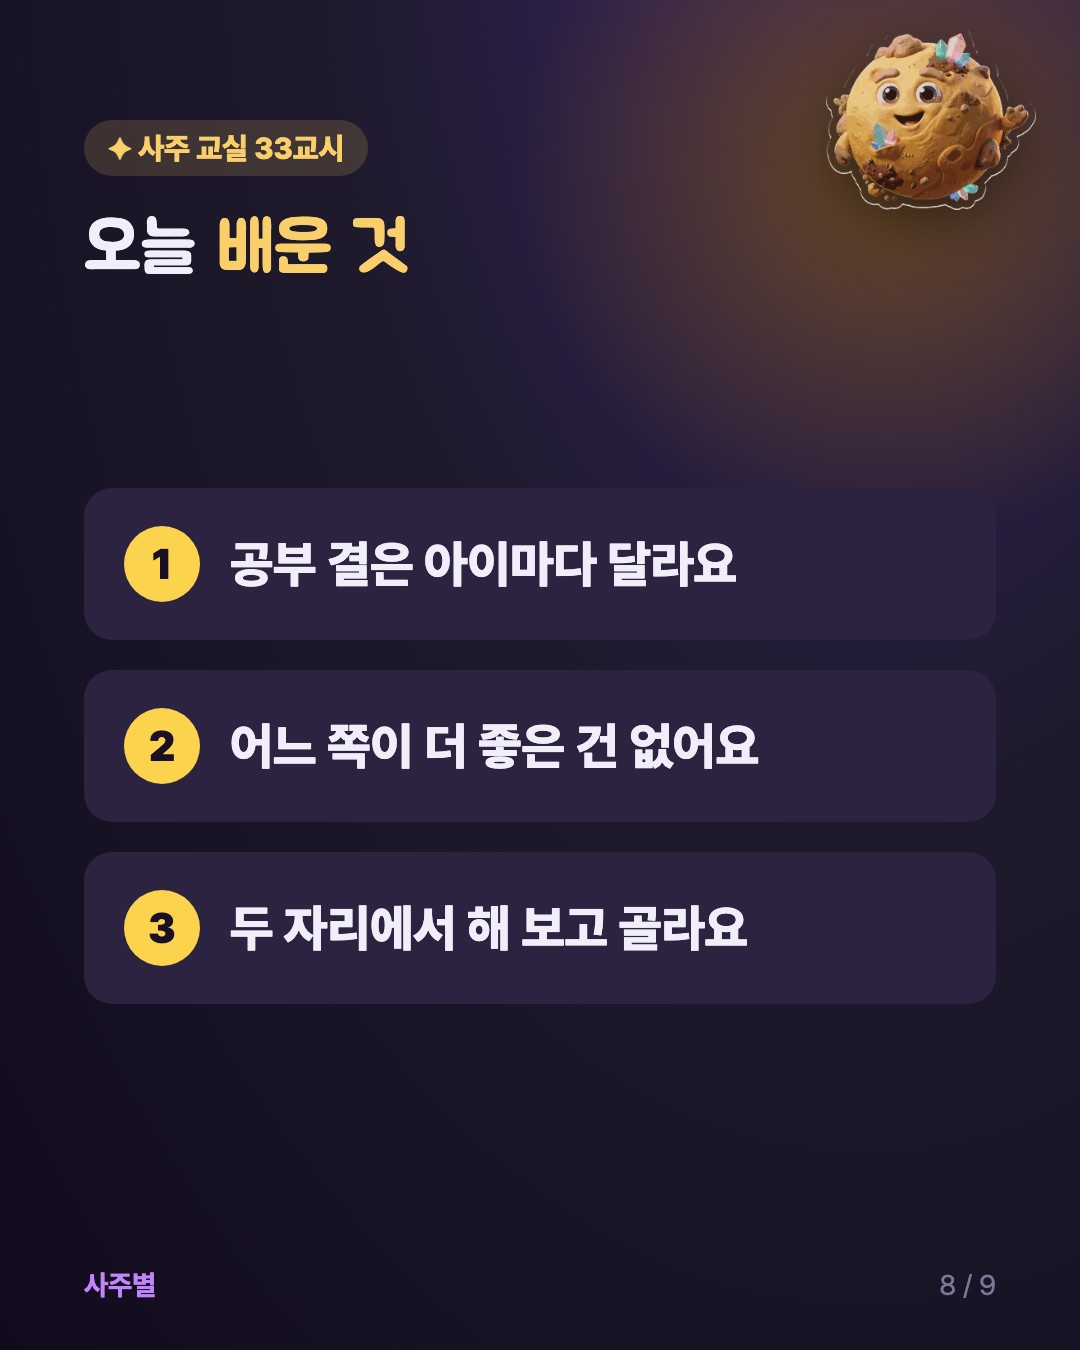 ✦ 사주 교실 33교시
오늘 배운 것
1 공부 결은 아이마다 달라요
2 어느 쪽이 더 좋은 건 없어요
3 두 자리에서 해 보고 골라요
사주별
8 / 9